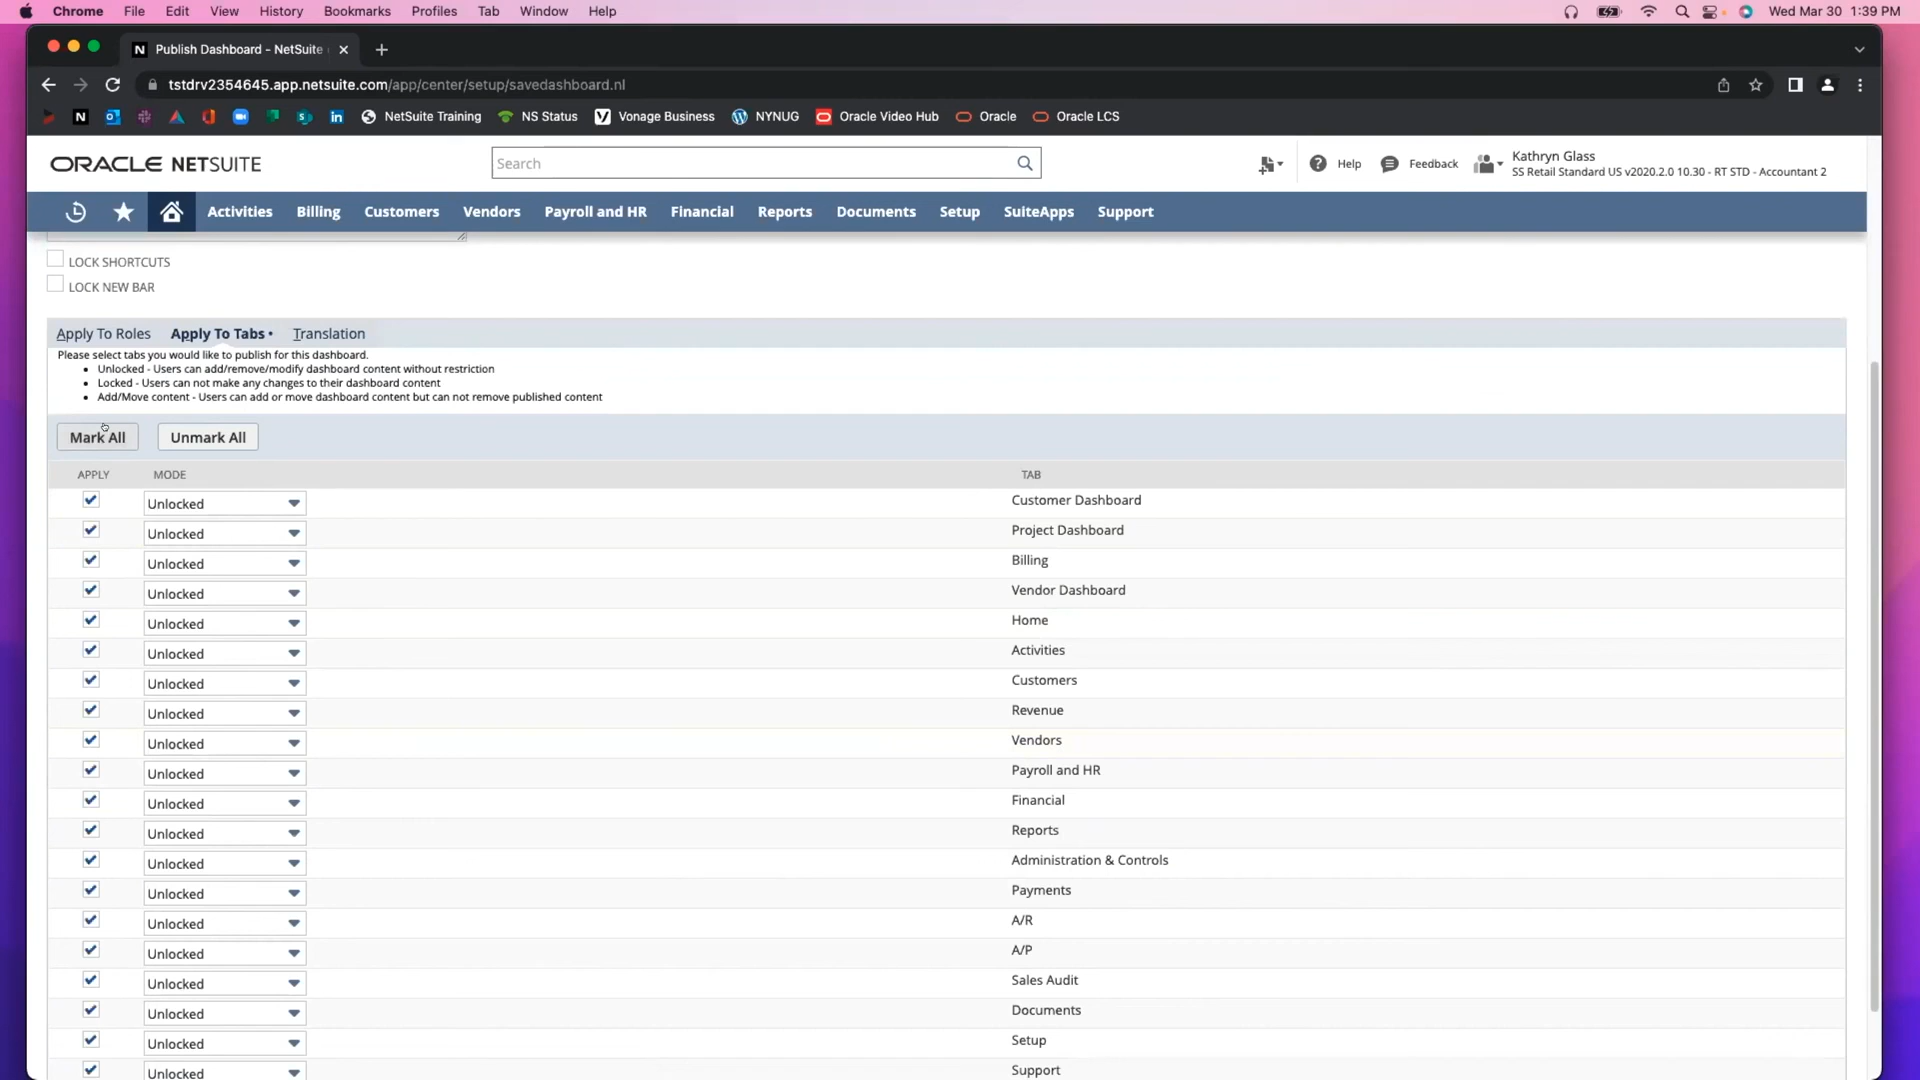 Chrome File Edit View History Bookmarks Profiles Tab Window Help Wed Mar 30 1:39 PM
Publish Dashboard - NetSuite
tstdrv2354645.app.netsuite.com/app/center/setup/savedashboard.nl
NetSuite Training NS Status Vonage Business NYNUG Oracle Video Hub Oracle Oracle LCS
ORACLE NETSUITE Search Help Feedback Kathryn Glass
SS Retail Standard US v2020.2.0 10.30 - RT STD - Accountant 2
Activities Billing Customers Vendors Payroll and HR Financial Reports Documents Setup SuiteApps Support
LOCK SHORTCUTS
LOCK NEW BAR
Apply To Roles Apply To Tabs • Translation
Please select tabs you would like to publish for this dashboard.
• Unlocked - Users can add/remove/modify dashboard content without restriction
• Locked - Users can not make any changes to their dashboard content
• Add/Move content - Users can add or move dashboard content but can not remove published content
Mark All Unmark All
APPLY MODE TAB
Unlocked Customer Dashboard
Unlocked Project Dashboard
Unlocked Billing
Unlocked Vendor Dashboard
Unlocked Home
Unlocked Activities
Unlocked Customers
Unlocked Revenue
Unlocked Vendors
Unlocked Payroll and HR
Unlocked Financial
Unlocked Reports
Unlocked Administration & Controls
Unlocked Payments
Unlocked A/R
Unlocked A/P
Unlocked Sales Audit
Unlocked Documents
Unlocked Setup
Unlocked Support